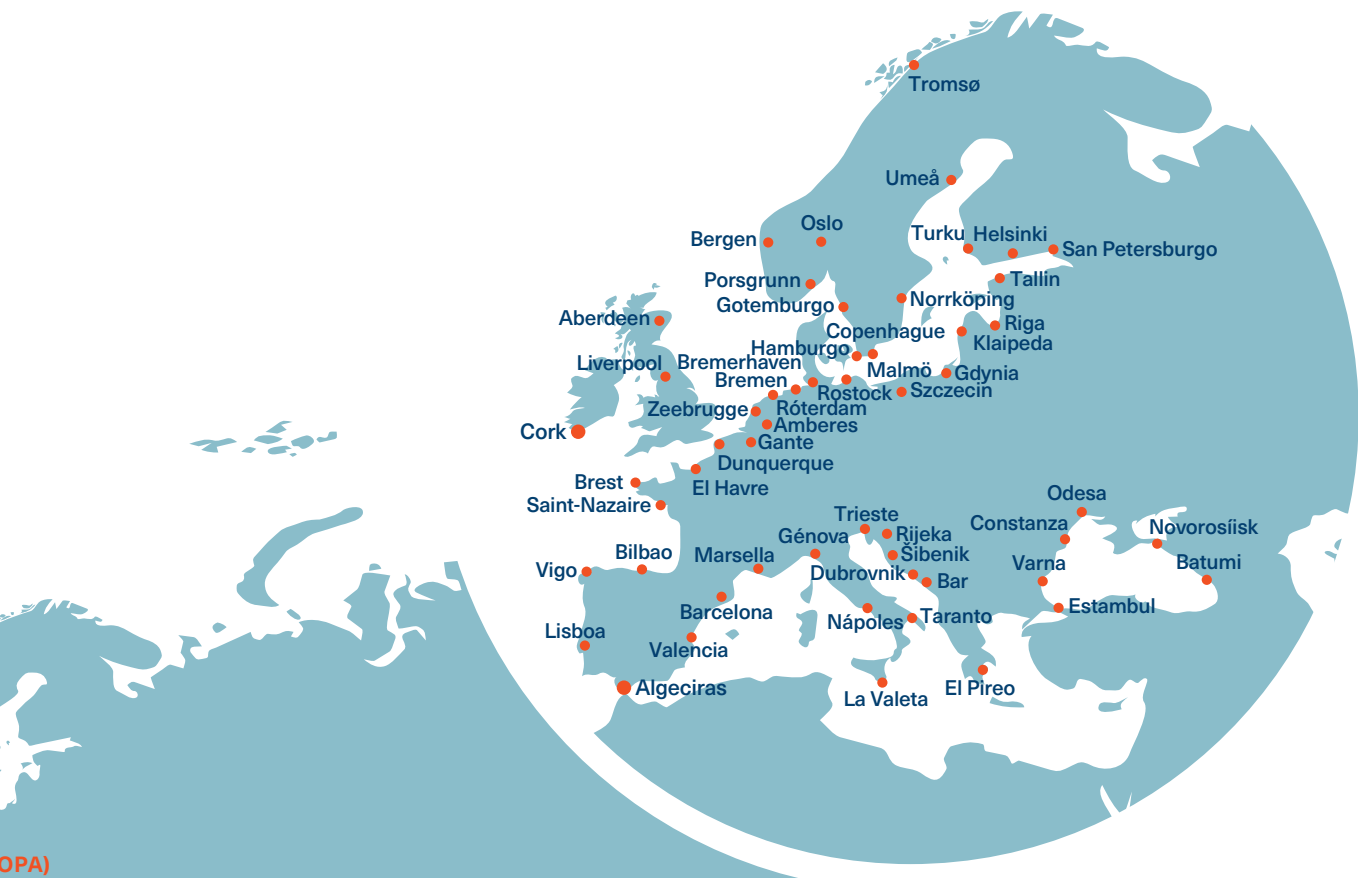 Tromsø
Umeå
Oslo
Bergen
Turku
Helsinki
San Petersburgo
Porsgrunn
Tallin
Gotemburgo
Norrköping
Aberdeen
Riga
Copenhague
Klaipeda
Hamburgo
Liverpool
Bremerhaven
Malmö
Gdynia
Bremen
Rostock
Szczecin
Zeebrugge
Róterdam
Amberes
Cork
Gante
Dunquerque
Brest
El Havre
Saint-Nazaire
Odesa
Trieste
Constanza
Novorosíisk
Génova
Rijeka
Bilbao
Marsella
Šibenik
Varna
Batumi
Vigo
Dubrovnik
Bar
Barcelona
Estambul
Nápoles
Taranto
Lisboa
Valencia
Algeciras
La Valeta
El Pireo
OPA)